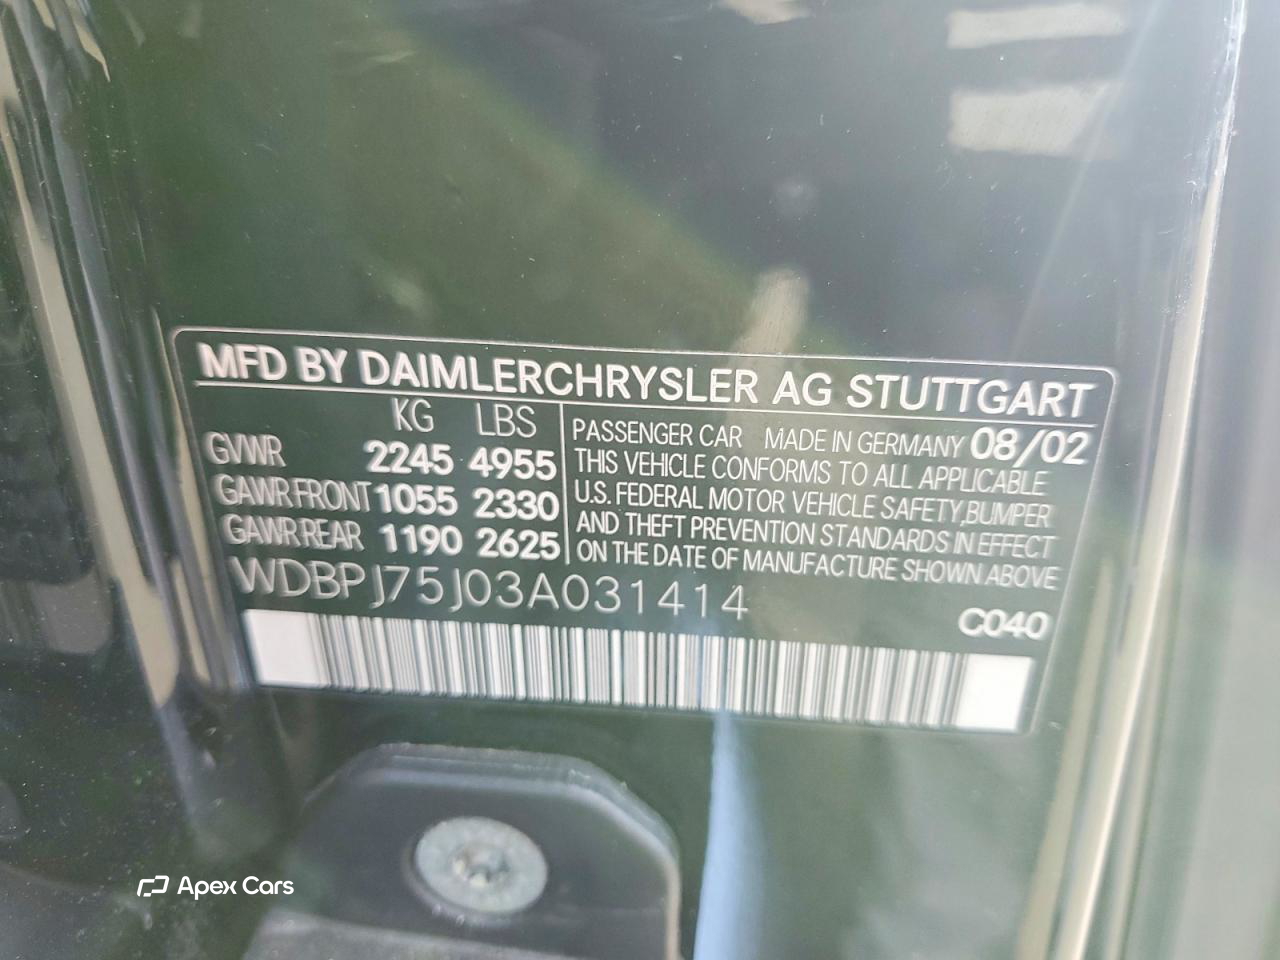 MFD BY DAIMLERCHRYSLER AG STUTTGART
KG LBS
GVWR 2245 4955
GAWR FRONT 1055 2330
GAWR REAR 1190 2625
PASSENGER CAR MADE IN GERMANY 08/02
THIS VEHICLE CONFORMS TO ALL APPLICABLE
U.S. FEDERAL MOTOR VEHICLE SAFETY, BUMPER
AND THEFT PREVENTION STANDARDS IN EFFECT
ON THE DATE OF MANUFACTURE SHOWN ABOVE
WDBPJ75J03A031414
C040
Apex Cars